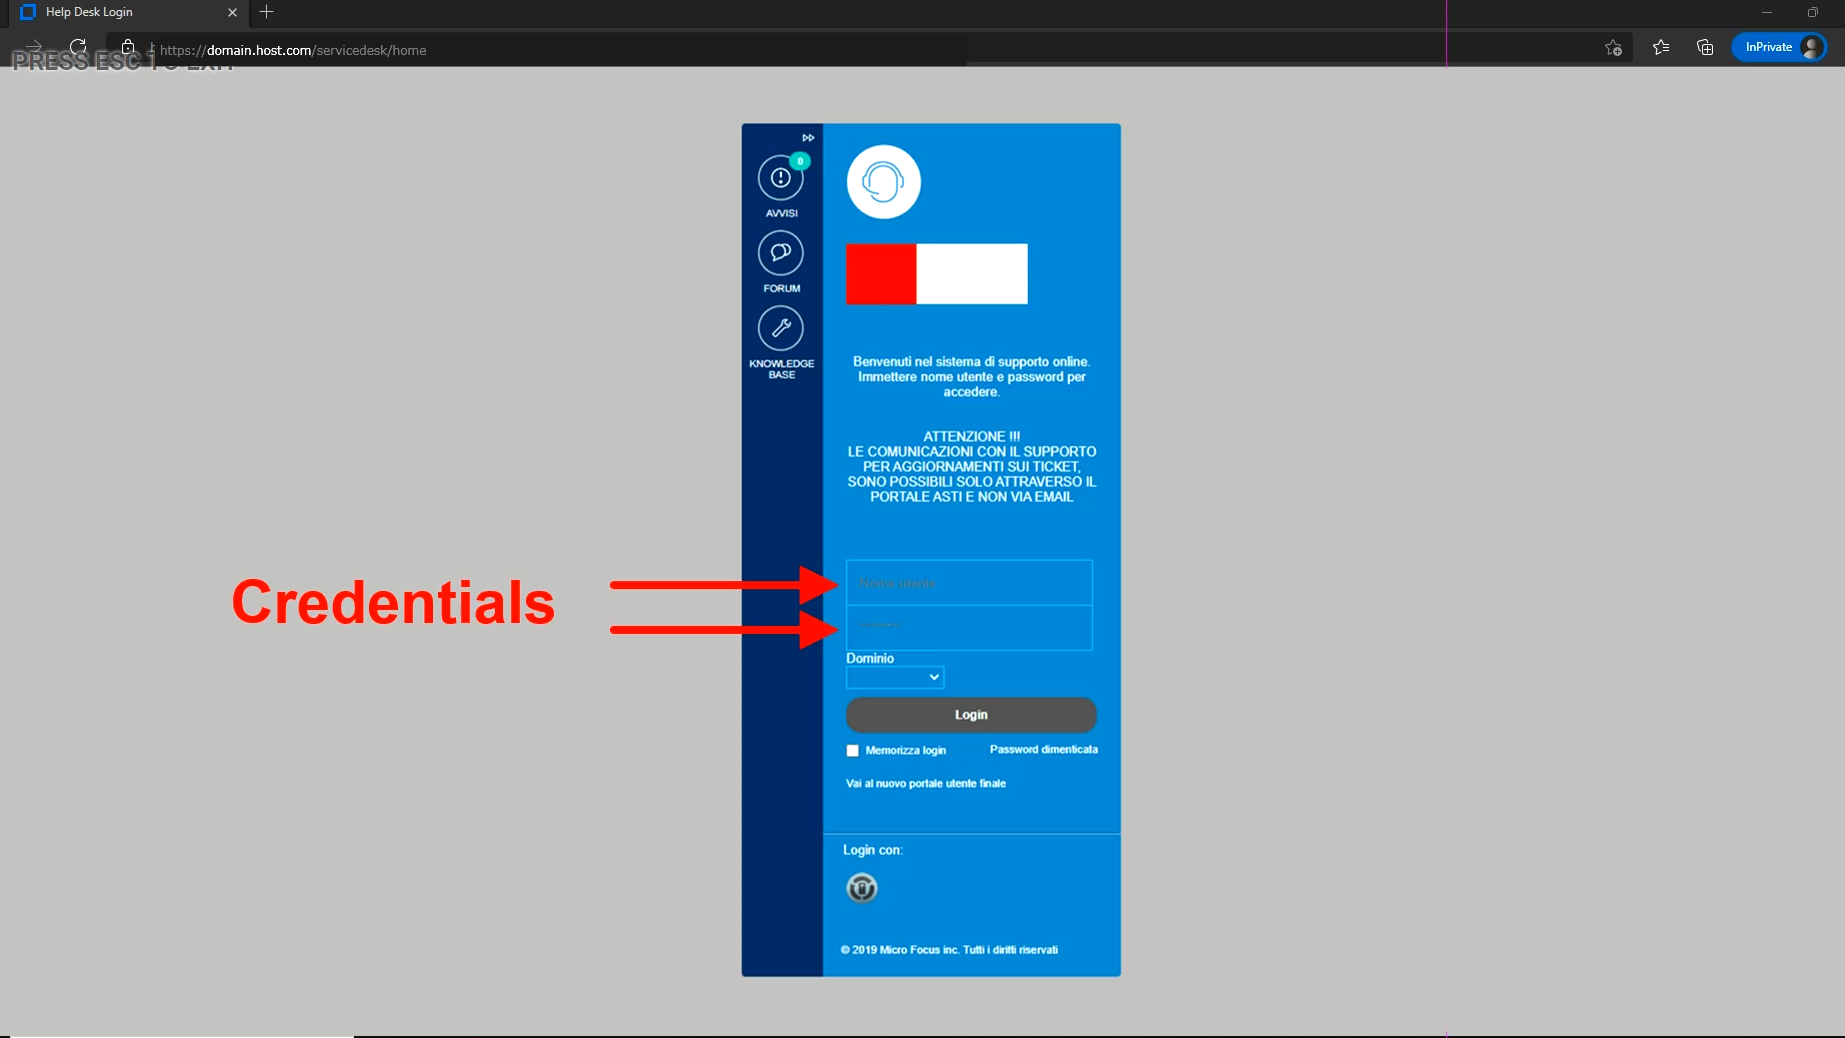 Help Desk Login
https://domain.host.com/servicedesk/home
InPrivate
PRESS ESC TO EXIT
0
AVVISI
FORUM
KNOWLEDGE
BASE
Benvenuti nel sistema di supporto online.
Immettere nome utente e password per
accedere.
ATTENZIONE !!!
LE COMUNICAZIONI CON IL SUPPORTO
PER AGGIORNAMENTI SUI TICKET,
SONO POSSIBILI SOLO ATTRAVERSO IL
PORTALE ASTI E NON VIA EMAIL
Credentials
Nome utente
Dominio
Login
Memorizza login
Password dimenticata
Vai al nuovo portale utente finale
Login con:
© 2019 Micro Focus inc. Tutti i diritti riservati